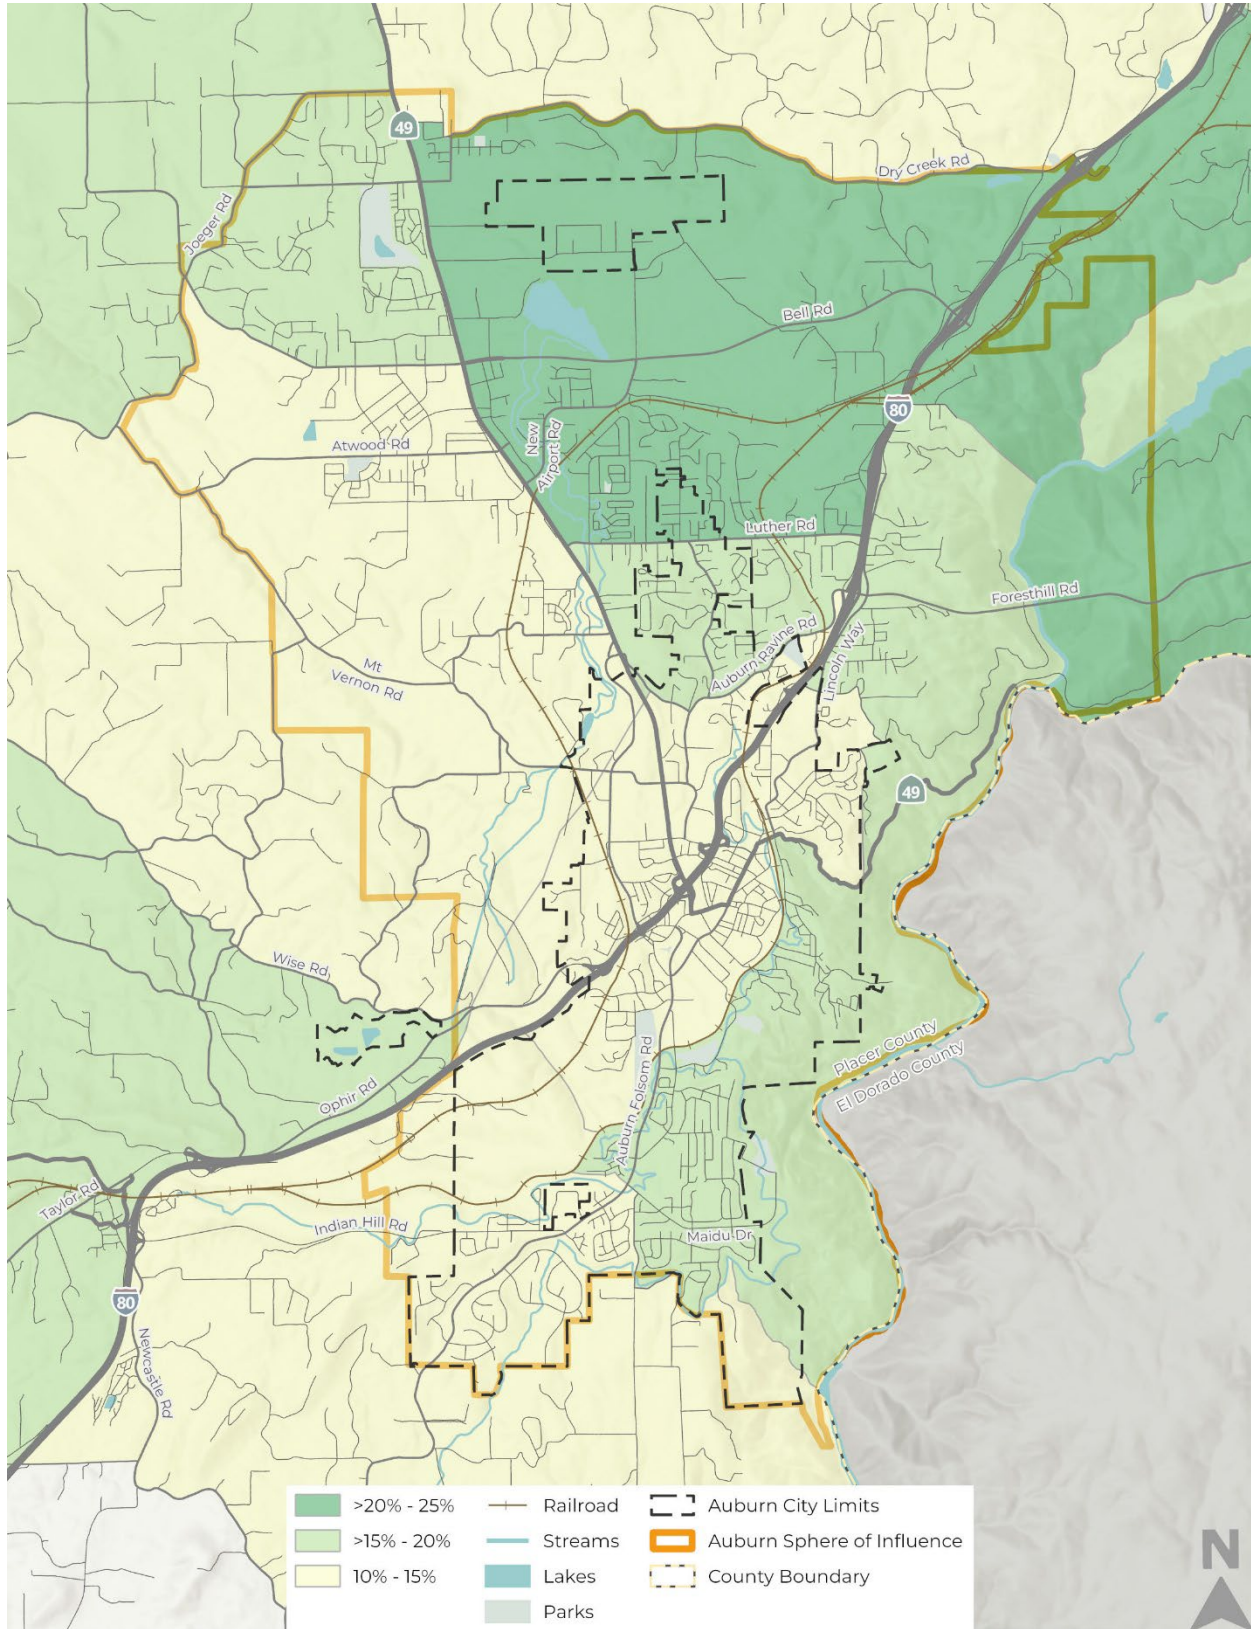 49
Dry Creek Rd
Joeger Rd
Bell Rd
80
New
Airport Rd
Atwood Rd
Luther Rd
Foresthill Rd
Auburn Ravine Rd
Lincoln Way
Mt
Vernon Rd
49
Wise Rd
Placer County
El Dorado County
Ophir Rd
Auburn Folsom Rd
Taylor Rd
Indian Hill Rd
Maidu Dr
80
Newcastle Rd
>20% - 25%
>15% - 20%
10% - 15%
Railroad
Streams
Lakes
Parks
Auburn City Limits
Auburn Sphere of Influence
County Boundary
N